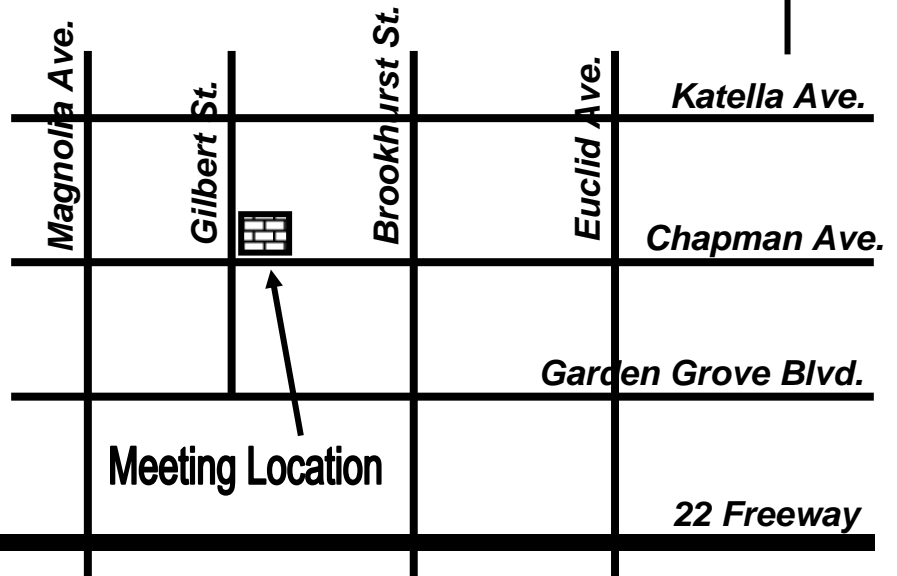 Magnolia Ave.
Gilbert St.
Brookhurst St.
Euclid Ave.
Katella Ave.
Chapman Ave.
Garden Grove Blvd.
Meeting Location
22 Freeway